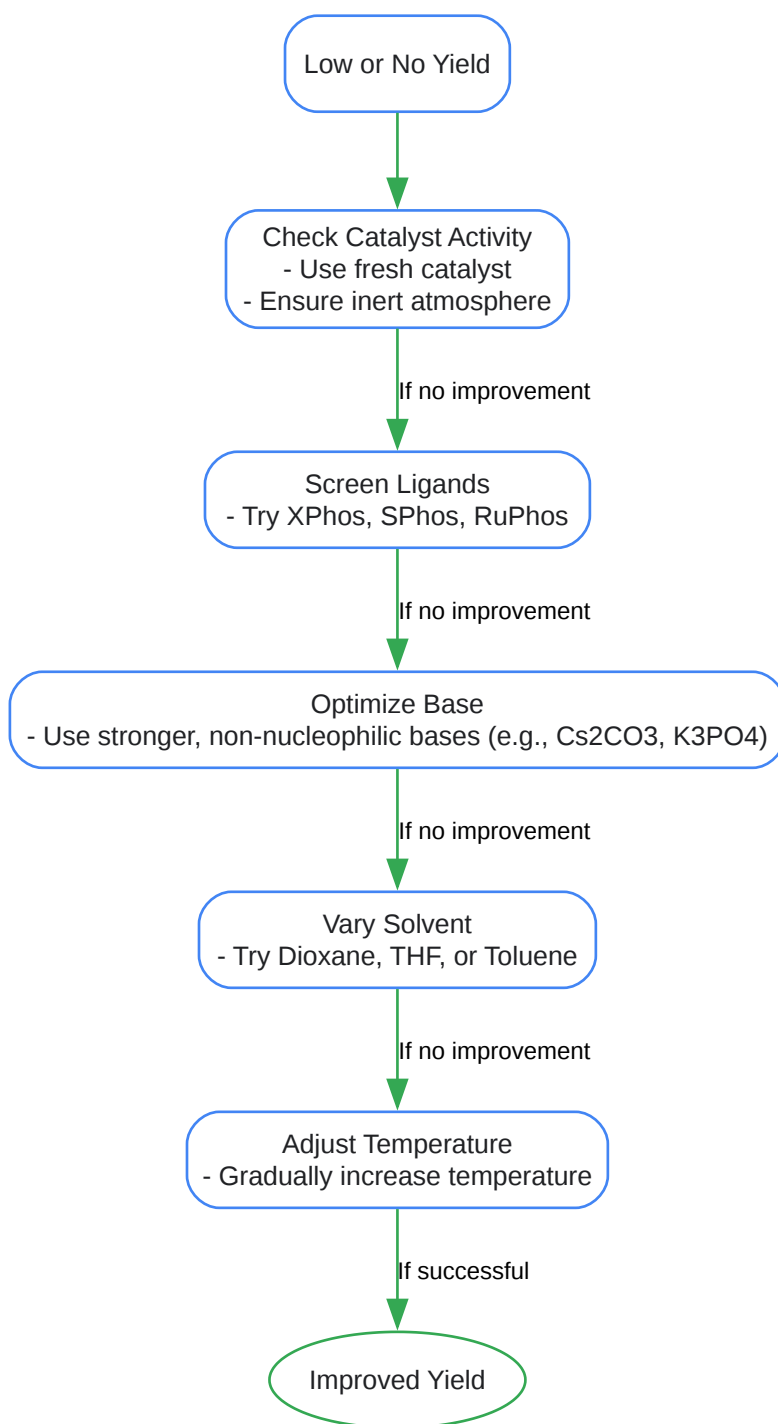 Low or No Yield
Check Catalyst Activity
- Use fresh catalyst
- Ensure inert atmosphere
If no improvement
Screen Ligands
- Try XPhos, SPhos, RuPhos
If no improvement
Optimize Base
- Use stronger, non-nucleophilic bases (e.g., Cs2CO3, K3PO4)
If no improvement
Vary Solvent
- Try Dioxane, THF, or Toluene
If no improvement
Adjust Temperature
- Gradually increase temperature
If successful
Improved Yield